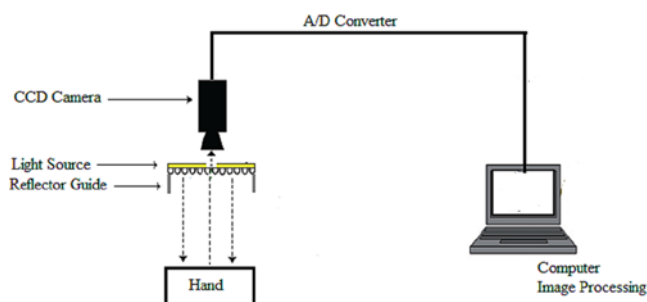 A/D Converter
CCD Camera
Light Source
Reflector Guide
Hand
Computer
Image Processing